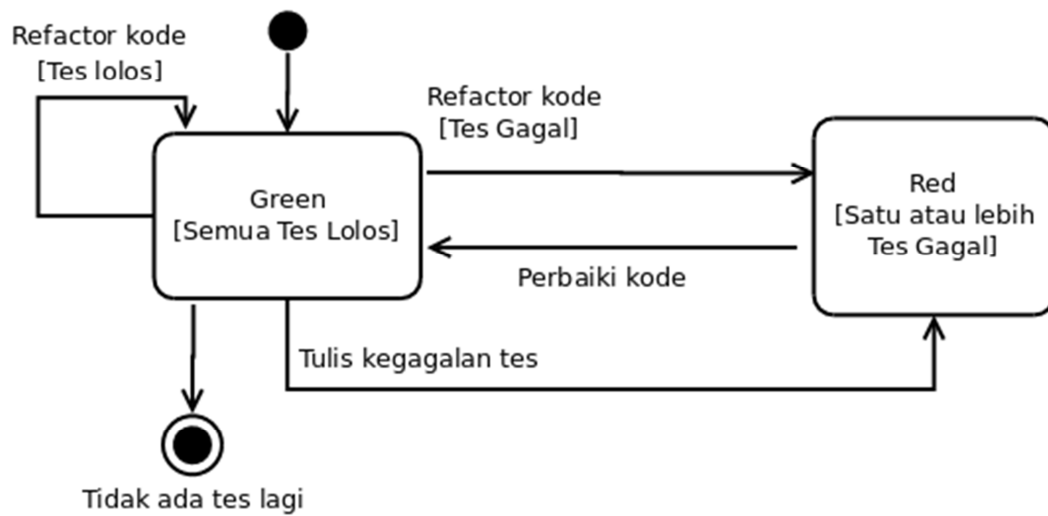 Refactor kode
[Tes lolos]
Refactor kode
[Tes Gagal]
Green
[Semua Tes Lolos]
Red
[Satu atau lebih
Tes Gagal]
Perbaiki kode
Tulis kegagalan tes
Tidak ada tes lagi